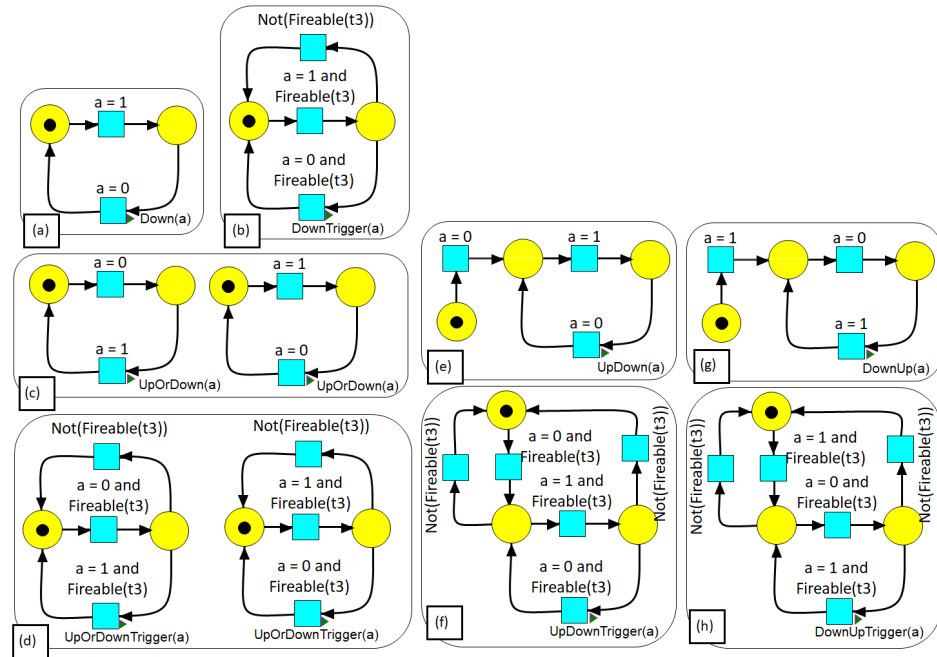 a = 1
a = 0
Down(a)
(a)
Not(Fireable(t3))
a = 1 and
Fireable(t3)
a = 0 and
Fireable(t3)
DownTrigger(a)
(b)
a = 0
a = 1
UpOrDown(a)
a = 1
a = 0
UpOrDown(a)
(c)
Not(Fireable(t3))
a = 0 and
Fireable(t3)
a = 1 and
Fireable(t3)
UpOrDownTrigger(a)
Not(Fireable(t3))
a = 1 and
Fireable(t3)
a = 0 and
Fireable(t3)
UpOrDownTrigger(a)
(d)
a = 0
a = 1
a = 0
UpDown(a)
(e)
Not(Fireable(t3))
a = 0 and
Fireable(t3)
a = 1 and
Fireable(t3)
Not(Fireable(t3))
a = 0 and
Fireable(t3)
UpDownTrigger(a)
(f)
a = 1
a = 0
a = 1
DownUp(a)
(g)
Not(Fireable(t3))
a = 1 and
Fireable(t3)
a = 0 and
Fireable(t3)
Not(Fireable(t3))
a = 1 and
Fireable(t3)
DownUpTrigger(a)
(h)